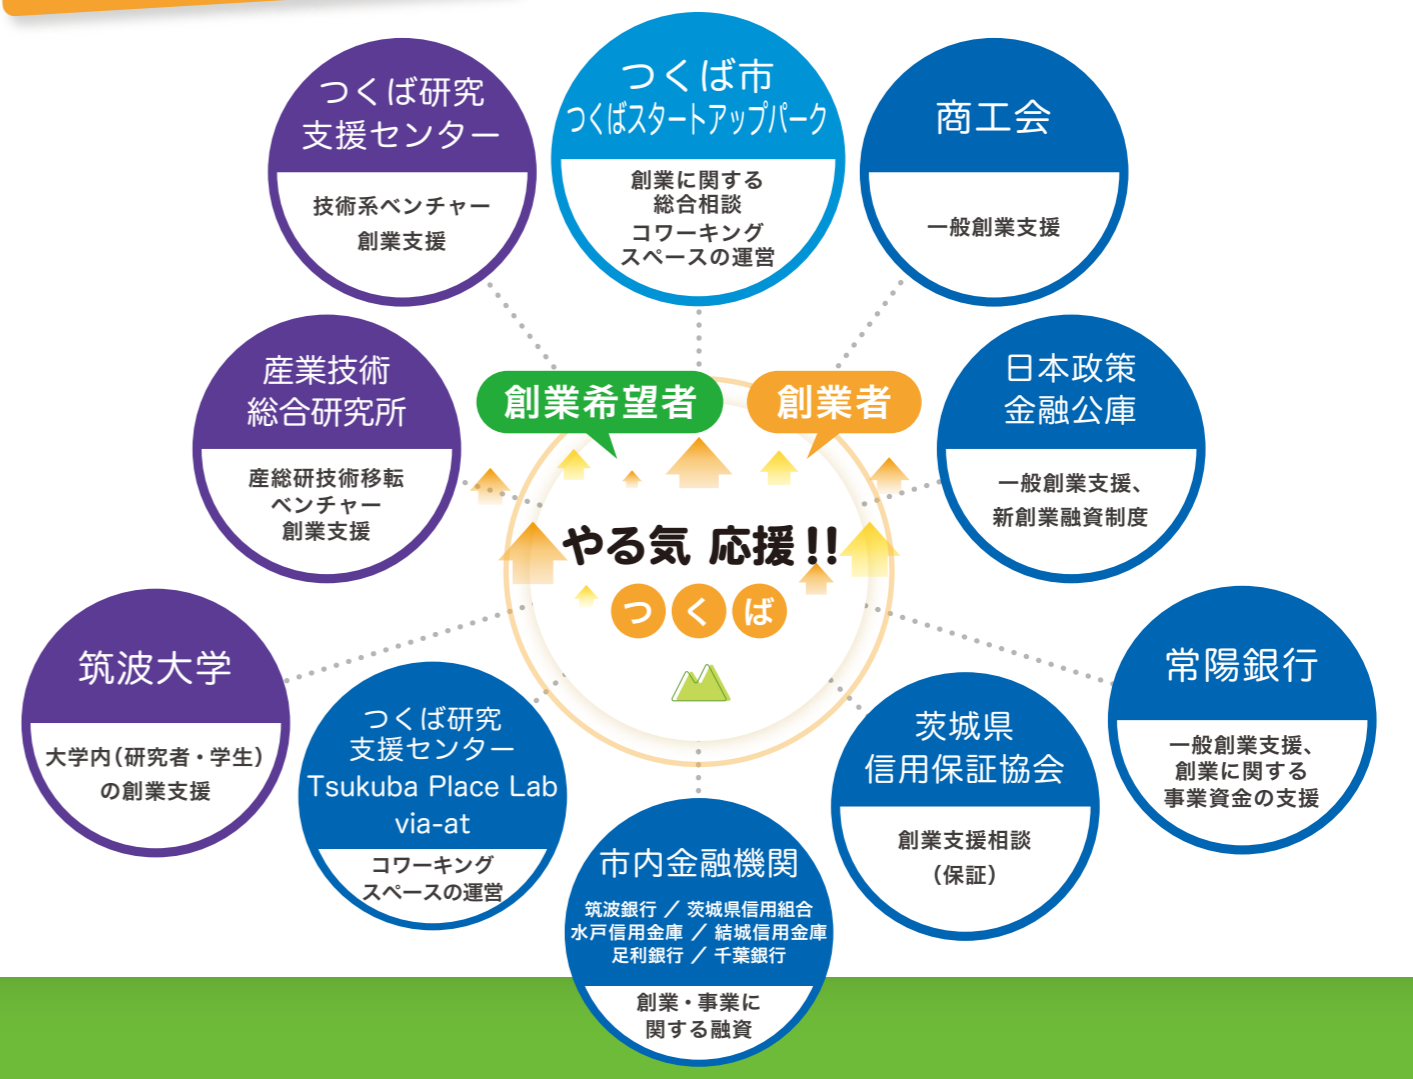 つくば研究
支援センター
技術系ベンチャー
創業支援
つくば市
つくばスタートアップパーク
創業に関する
総合相談
コワーキング
スペースの運営
商工会
一般創業支援
産業技術
総合研究所
産総研技術移転
ベンチャー
創業支援
創業希望者
創業者
日本政策
金融公庫
一般創業支援、
新創業融資制度
やる気 応援!!
つくば
筑波大学
大学内(研究者・学生)
の創業支援
つくば研究
支援センター
Tsukuba Place Lab
via-at
コワーキング
スペースの運営
市内金融機関
筑波銀行 / 茨城県信用組合
水戸信用金庫 / 結城信用金庫
足利銀行 / 千葉銀行
創業・事業に
関する融資
茨城県
信用保証協会
創業支援相談
(保証)
常陽銀行
一般創業支援、
創業に関する
事業資金の支援